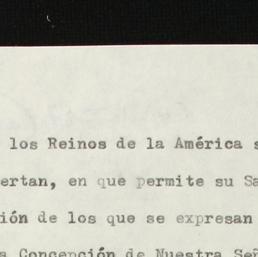 los Reinos de la América s
ertan, en que permite su Sa
ión de los que se expresan
a Concepción de Nuestra Señ